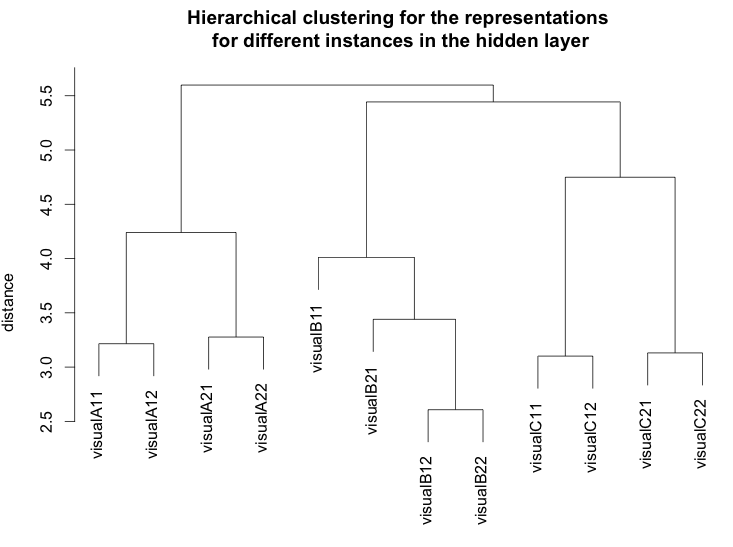 Hierarchical clustering for the representations
for different instances in the hidden layer
distance
5.5
5.0
4.5
4.0
3.5
3.0
2.5
visualA11
visualA12
visualA21
visualA22
visualB11
visualB21
visualB12
visualB22
visualC11
visualC12
visualC21
visualC22